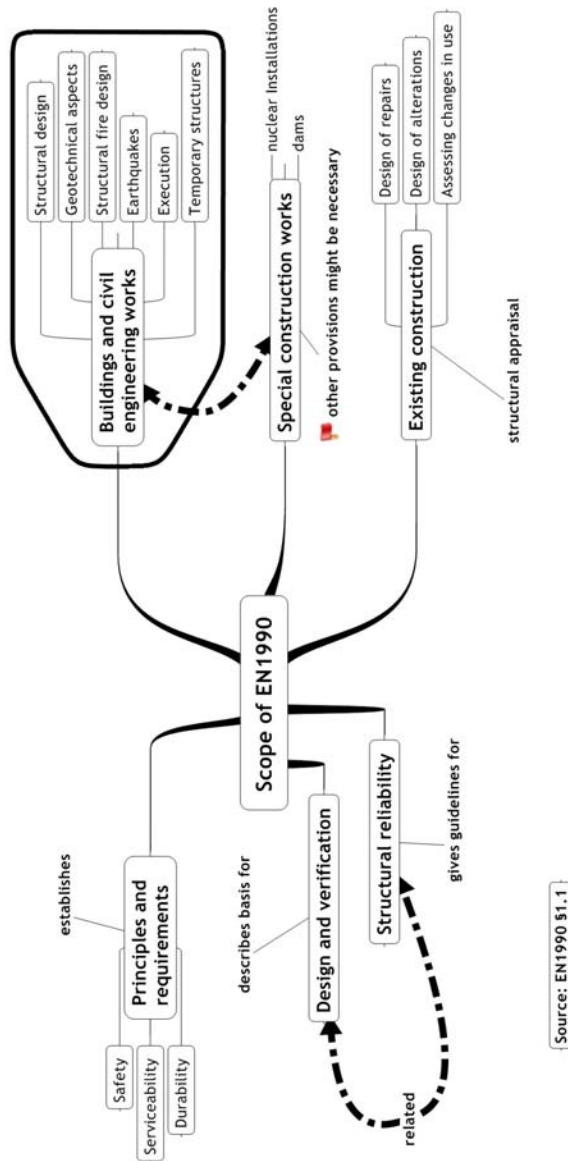 Scope of EN1990
establishes
Principles and
requirements
Safety
Serviceability
Durability
describes basis for
Design and verification
Structural reliability
gives guidelines for
related
Buildings and civil
engineering works
Structural design
Geotechnical aspects
Structural fire design
Earthquakes
Execution
Temporary structures
Special construction works
nuclear Installations
dams
other provisions might be necessary
Existing construction
Design of repairs
Design of alterations
Assessing changes in use
structural appraisal
Source: EN1990 §1.1